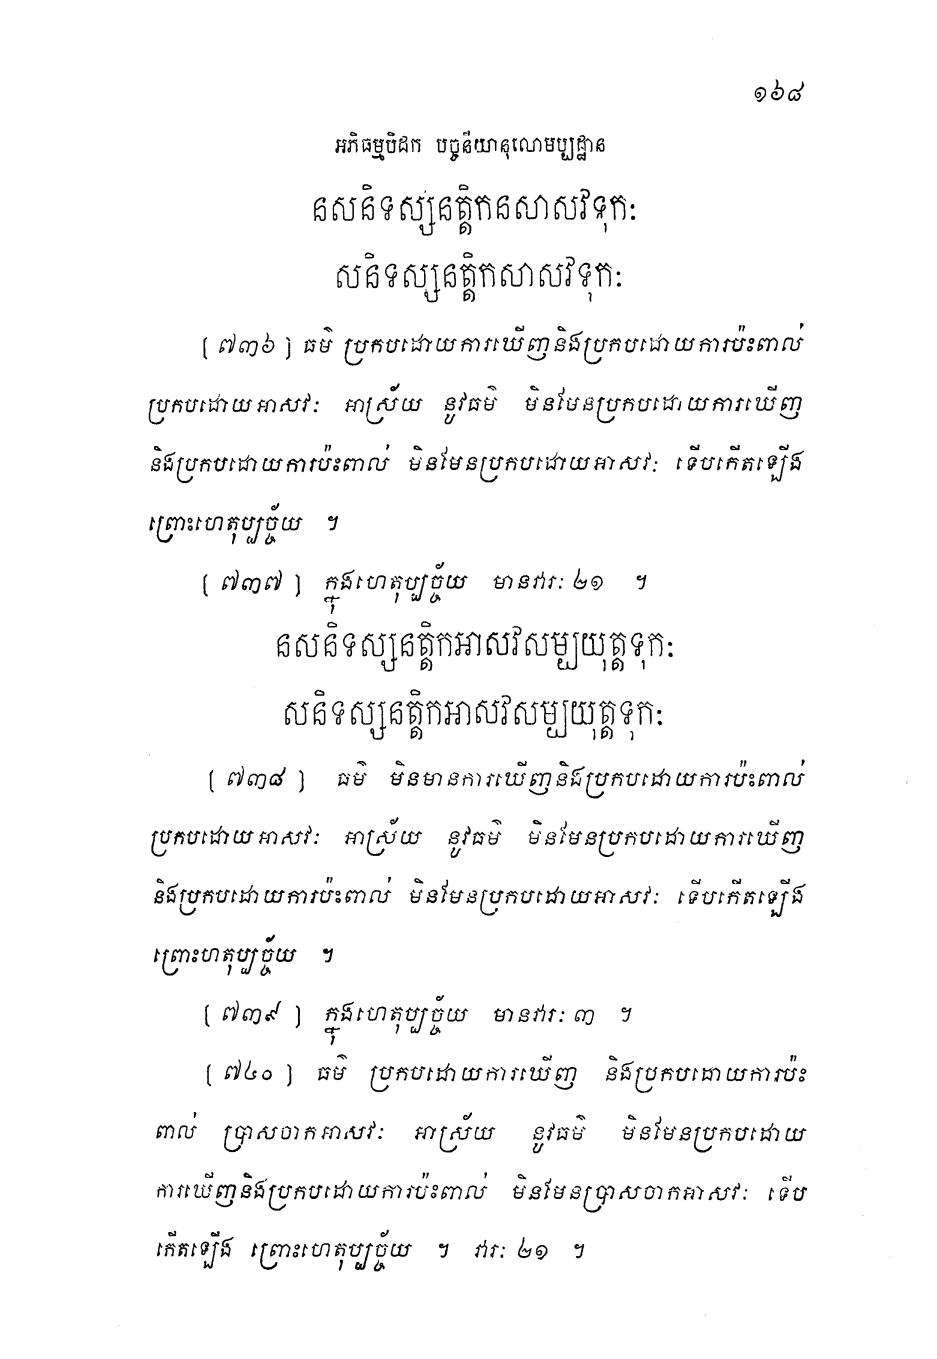 ១៦៨
អភិធម្មបិដក បច្ចនីយានុលោមប្បដ្ឋាន
នសនិទស្សនត្តិកនសាសវទុកៈ
សនិទស្សនត្តិកសាសវទុកៈ
[ ៧៣៦ ] ធម៌ ប្រកបដោយការឃើញនិងប្រកបដោយការប៉ះពាល់
ប្រកបដោយអាសវៈ អាស្រ័យ នូវធម៌ មិនមែនប្រកបដោយការឃើញ
និងប្រកបដោយការប៉ះពាល់ មិនមែនប្រកបដោយអាសវៈ ទើបកើតឡើង
ព្រោះហេតុប្បច្ច័យ ។
[ ៧៣៧ ] ក្នុងហេតុប្បច្ច័យ មានវារៈ ២១ ។
នសនិទស្សនត្តិកអាសវសម្បយុត្តទុកៈ
សនិទស្សនត្តិកអាសវសម្បយុត្តទុកៈ
[ ៧៣៨ ] ធម៌ មិនមានការឃើញនិងប្រកបដោយការប៉ះពាល់
ប្រកបដោយអាសវៈ អាស្រ័យ នូវធម៌ មិនមែនប្រកបដោយការឃើញ
និងប្រកបដោយការប៉ះពាល់ មិនមែនប្រកបដោយអាសវៈ ទើបកើតឡើង
ព្រោះហេតុប្បច្ច័យ ។
[ ៧៣៩ ] ក្នុងហេតុប្បច្ច័យ មានវារៈ ៣ ។
[ ៧៤០ ] ធម៌ ប្រកបដោយការឃើញ និងប្រកបដោយការប៉ះ
ពាល់ ប្រាសចាកអាសវៈ អាស្រ័យ នូវធម៌ មិនមែនប្រកបដោយ
ការឃើញនិងប្រកបដោយការប៉ះពាល់ មិនមែនប្រាសចាកអាសវៈ ទើប
កើតឡើង ព្រោះហេតុប្បច្ច័យ ។ វារៈ ២១ ។